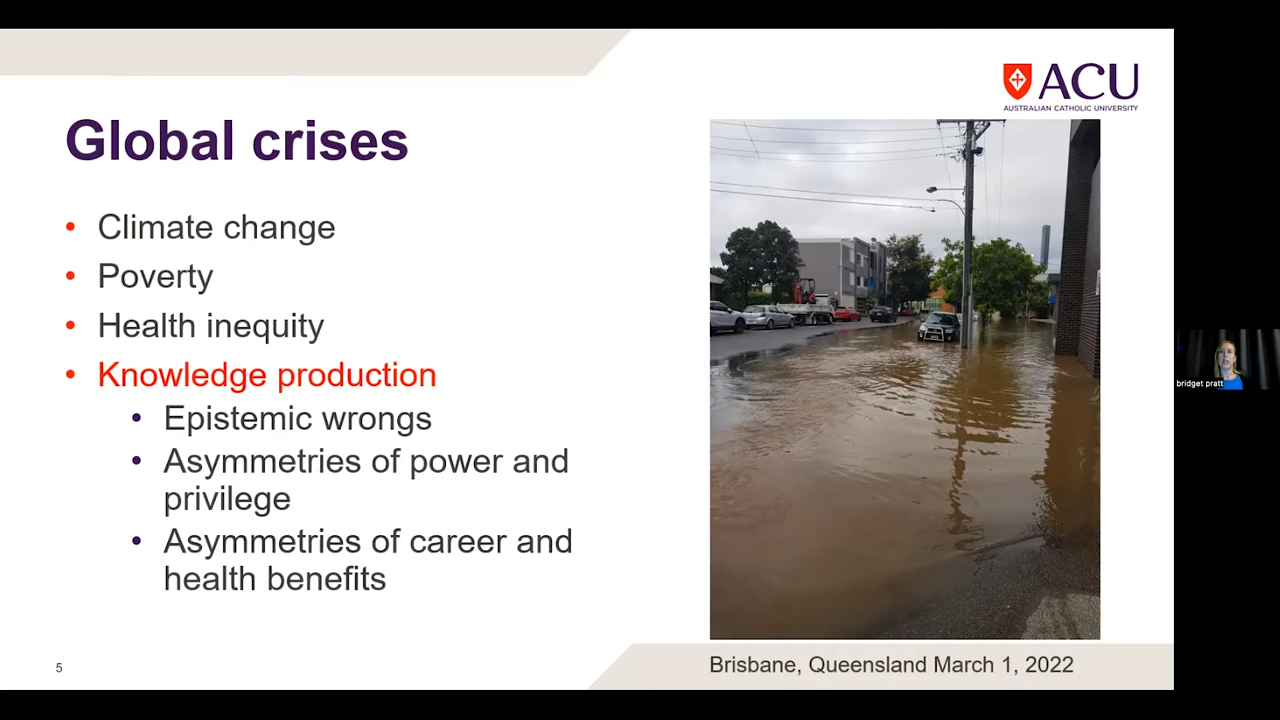 ACU
AUSTRALIAN CATHOLIC UNIVERSITY
Global crises
• Climate change
• Poverty
• Health inequity
• Knowledge production
• Epistemic wrongs
• Asymmetries of power and
privilege
• Asymmetries of career and
health benefits
5
Brisbane, Queensland March 1, 2022
bridget pratt